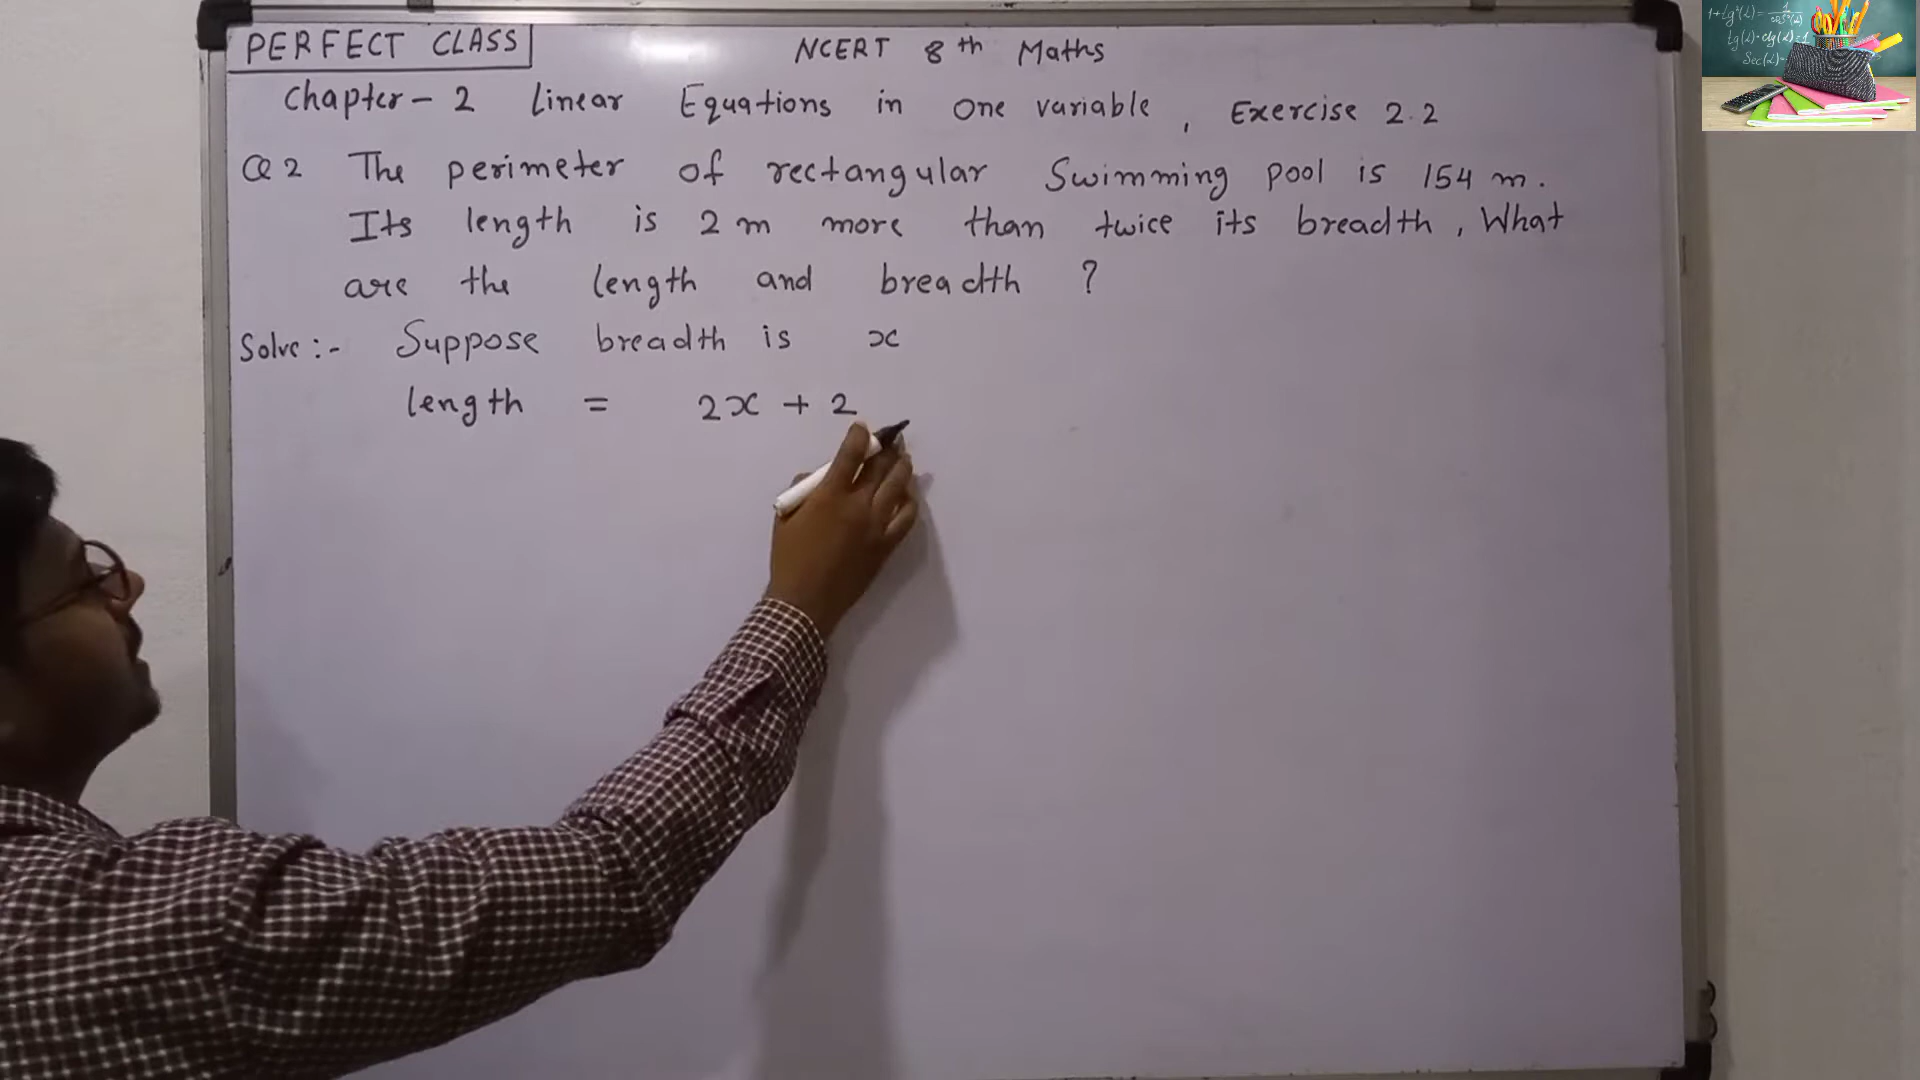 PERFECT CLASS
NCERT 8th Maths
Chapter - 2 Linear Equations in One variable, Exercise 2.2
Q 2 The perimeter of rectangular Swimming pool is 154 m.
Its length is 2 m more than twice its breadth, What
are the length and breadth ?
Solve :- Suppose breadth is x
length = 2x + 2